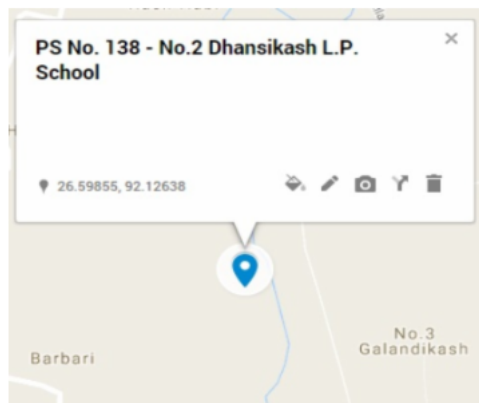 PS No. 138 - No.2 Dhansikash L.P.
School
26.59855, 92.12638
No.3
Galandikash
Barbari